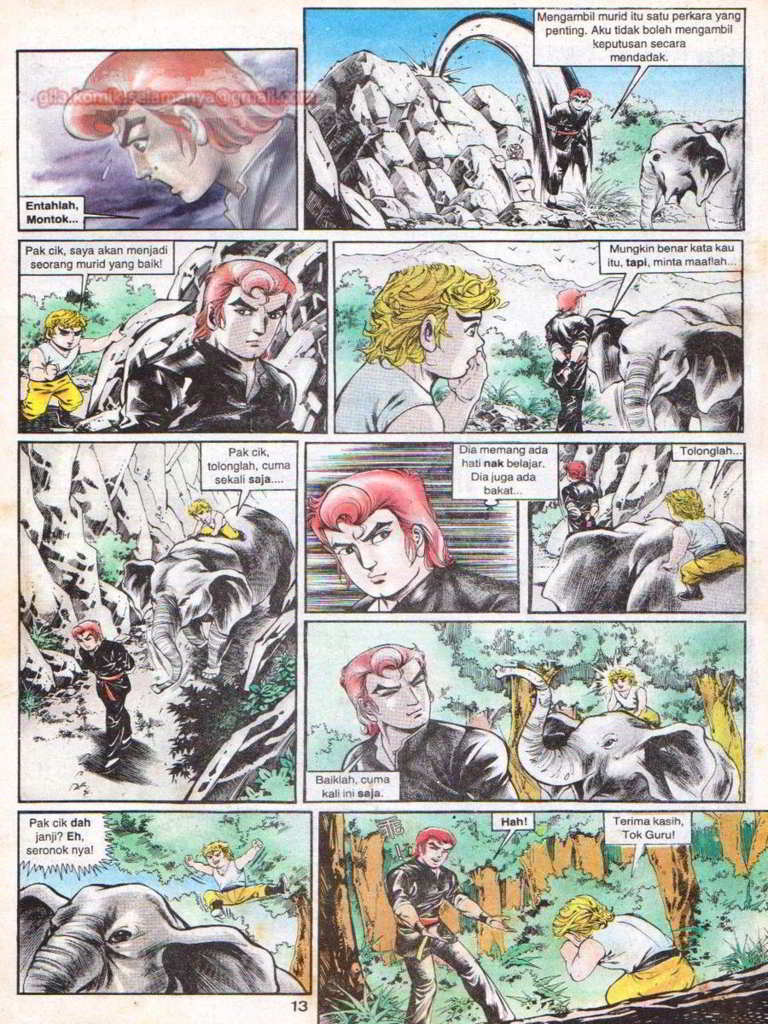 gila.komik.selamanya@gmail.com
Entahlah,
Montok...
Mengambil murid itu satu perkara yang
penting. Aku tidak boleh mengambil
keputusan secara
mendadak.
Pak cik, saya akan menjadi
seorang murid yang baik!
Mungkin benar kata kau
itu, tapi, minta maaflah...
Pak cik,
tolonglah, cuma
sekali saja....
Dia memang ada
hati nak belajar.
Dia juga ada
bakat...
Tolonglah...
Baiklah, cuma
kali ini saja.
Pak cik dah
janji? Eh,
seronok nya!
Hah!
Terima kasih,
Tok Guru!
13